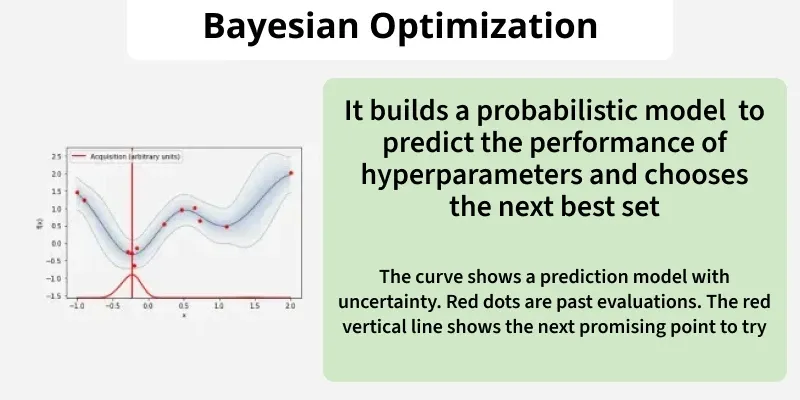 Bayesian Optimization
It builds a probabilistic model to
predict the performance of
hyperparameters and chooses
the next best set
The curve shows a prediction model with
uncertainty. Red dots are past evaluations. The red
vertical line shows the next promising point to try
Acquisition (arbitrary units)
2.5
2.0
1.5
1.0
0.5
0.0
−0.5
−1.0
−1.5
f(x)
−1.0 −0.5 0.0 0.5 1.0 1.5 2.0
x